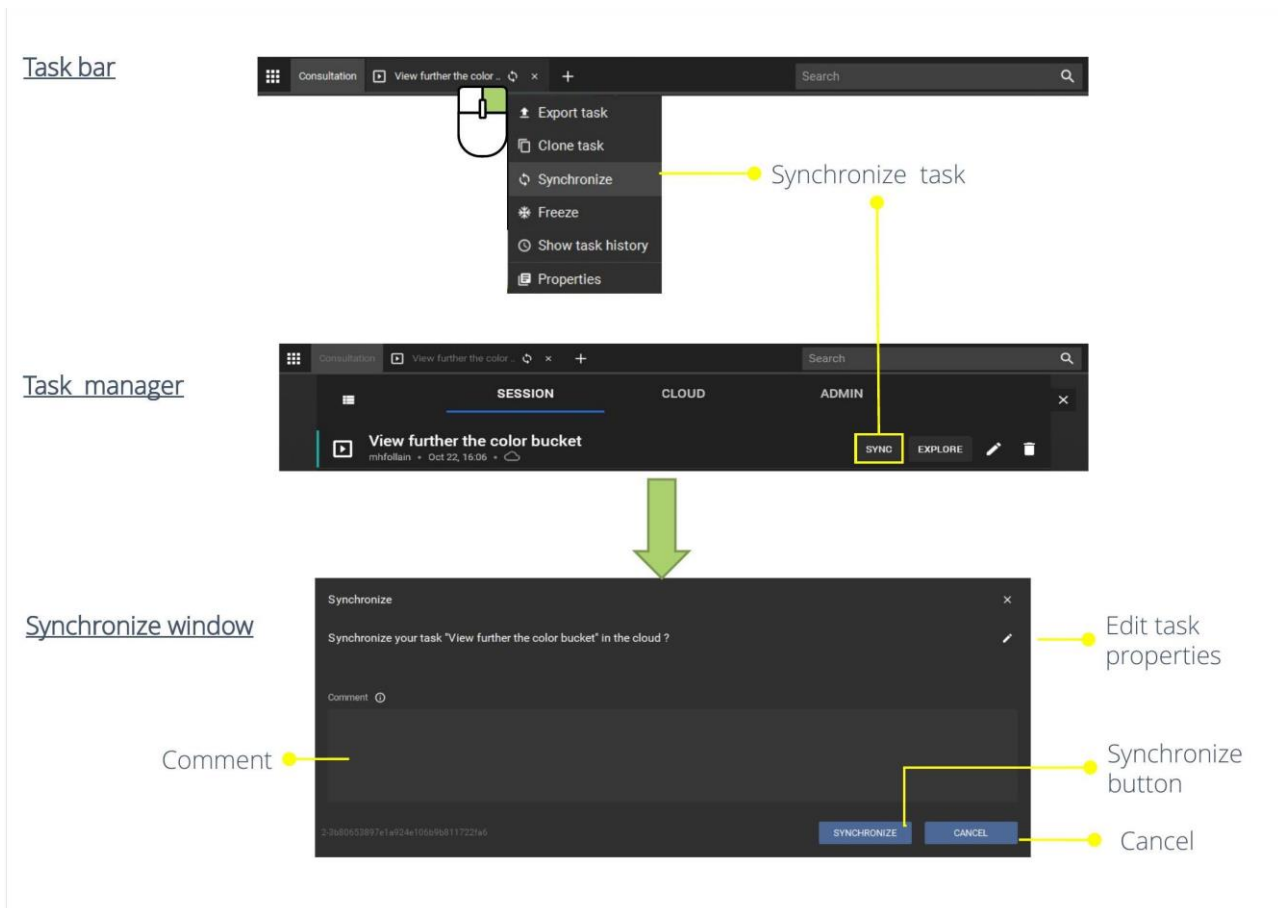 Task bar
Consultation View further the color .. × + Search
Export task
Clone task
Synchronize
Synchronize task
Freeze
Show task history
Properties
Consultation View further the color .. × + Search
Task manager
SESSION CLOUD ADMIN ×
View further the color bucket
mhfollain • Oct 22, 16:06 •
SYNC EXPLORE
Synchronize ×
Synchronize window
Synchronize your task "View further the color bucket" in the cloud ?
Edit task
properties
Comment
Comment
Synchronize
button
SYNCHRONIZE CANCEL
Cancel